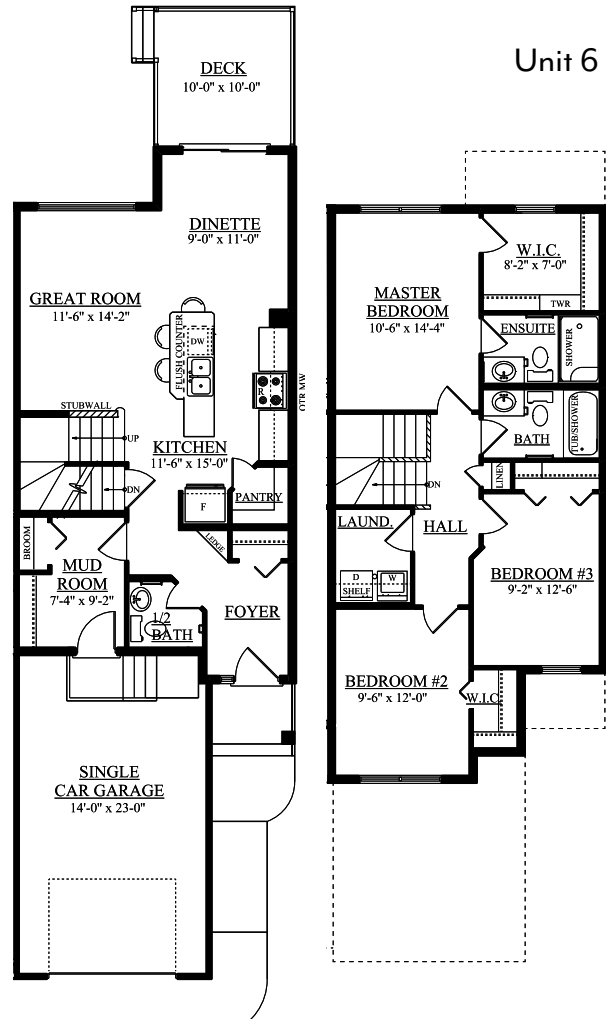 Unit 6
DECK
10'-0" x 10'-0"
DINETTE
9'-0" x 11'-0"
GREAT ROOM
11'-6" x 14'-2"
FLUSH COUNTER
DW
R
OTR MW
STUBWALL
UP
KITCHEN
11'-6" x 15'-0"
DN
F
PANTRY
BROOM
MUD
ROOM
7'-4" x 9'-2"
LEDGE
FOYER
1/2
BATH
SINGLE
CAR GARAGE
14'-0" x 23'-0"
W.I.C.
8'-2" x 7'-0"
TWR
MASTER
BEDROOM
10'-6" x 14'-4"
ENSUITE
SHOWER
BATH
TUB/SHOWER
LINEN
DN
LAUND.
HALL
D
W
SHELF
BEDROOM #3
9'-2" x 12'-6"
BEDROOM #2
9'-6" x 12'-0"
W.I.C.